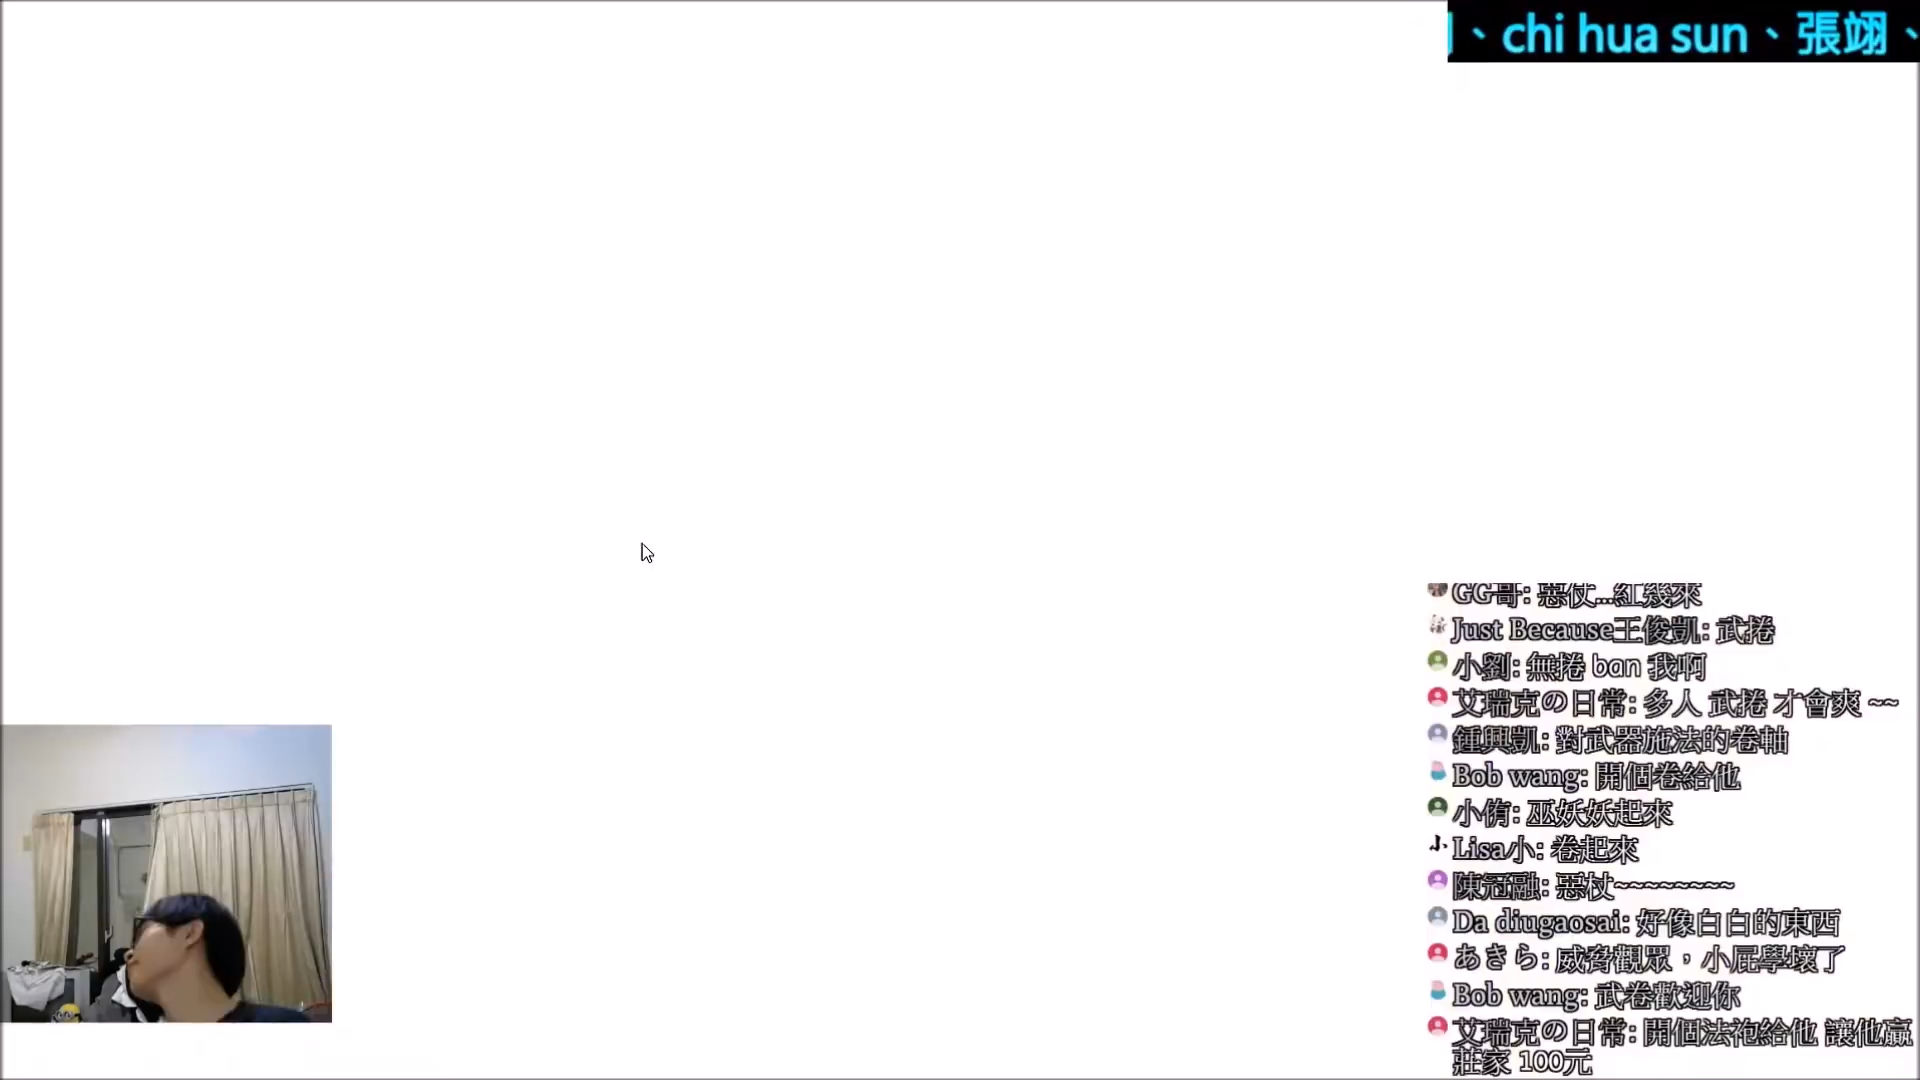 、chi hua sun、張翊、
GG哥: 惡仗...紅幾來
Just Because王俊凱: 武捲
小劉: 無捲 ban 我啊
艾瑞克の日常: 多人 武捲 才會爽 ~~
鍾興凱: 對武器施法的卷軸
Bob wang: 開個卷給他
小侑: 巫妖妖起來
Lisa小: 卷起來
陳冠融: 惡杖~~~~~~~~
Da diugaosai: 好像白白的東西
あきら: 威脅觀眾，小屁學壞了
Bob wang: 武卷歡迎你
艾瑞克の日常: 開個法袍給他 讓他贏
莊家 100元